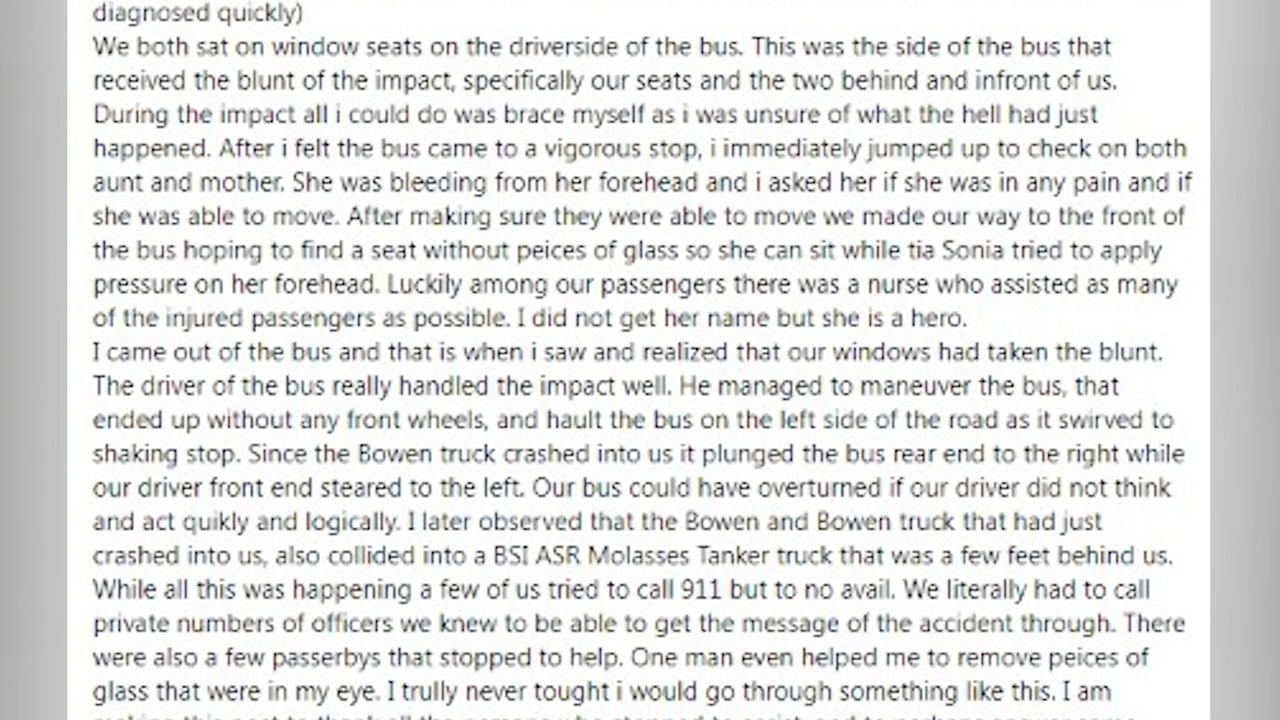 diagnosed quickly)
We both sat on window seats on the driverside of the bus. This was the side of the bus that
received the blunt of the impact, specifically our seats and the two behind and infront of us.
During the impact all i could do was brace myself as i was unsure of what the hell had just
happened. After i felt the bus came to a vigorous stop, i immediately jumped up to check on both
aunt and mother. She was bleeding from her forehead and i asked her if she was in any pain and if
she was able to move. After making sure they were able to move we made our way to the front of
the bus hoping to find a seat without peices of glass so she can sit while tia Sonia tried to apply
pressure on her forehead. Luckily among our passengers there was a nurse who assisted as many
of the injured passengers as possible. I did not get her name but she is a hero.
I came out of the bus and that is when i saw and realized that our windows had taken the blunt.
The driver of the bus really handled the impact well. He managed to maneuver the bus, that
ended up without any front wheels, and hault the bus on the left side of the road as it swirved to
shaking stop. Since the Bowen truck crashed into us it plunged the bus rear end to the right while
our driver front end steared to the left. Our bus could have overturned if our driver did not think
and act quikly and logically. I later observed that the Bowen and Bowen truck that had just
crashed into us, also collided into a BSI ASR Molasses Tanker truck that was a few feet behind us.
While all this was happening a few of us tried to call 911 but to no avail. We literally had to call
private numbers of officers we knew to be able to get the message of the accident through. There
were also a few passerbys that stopped to help. One man even helped me to remove peices of
glass that were in my eye. I trully never tought i would go through something like this. I am